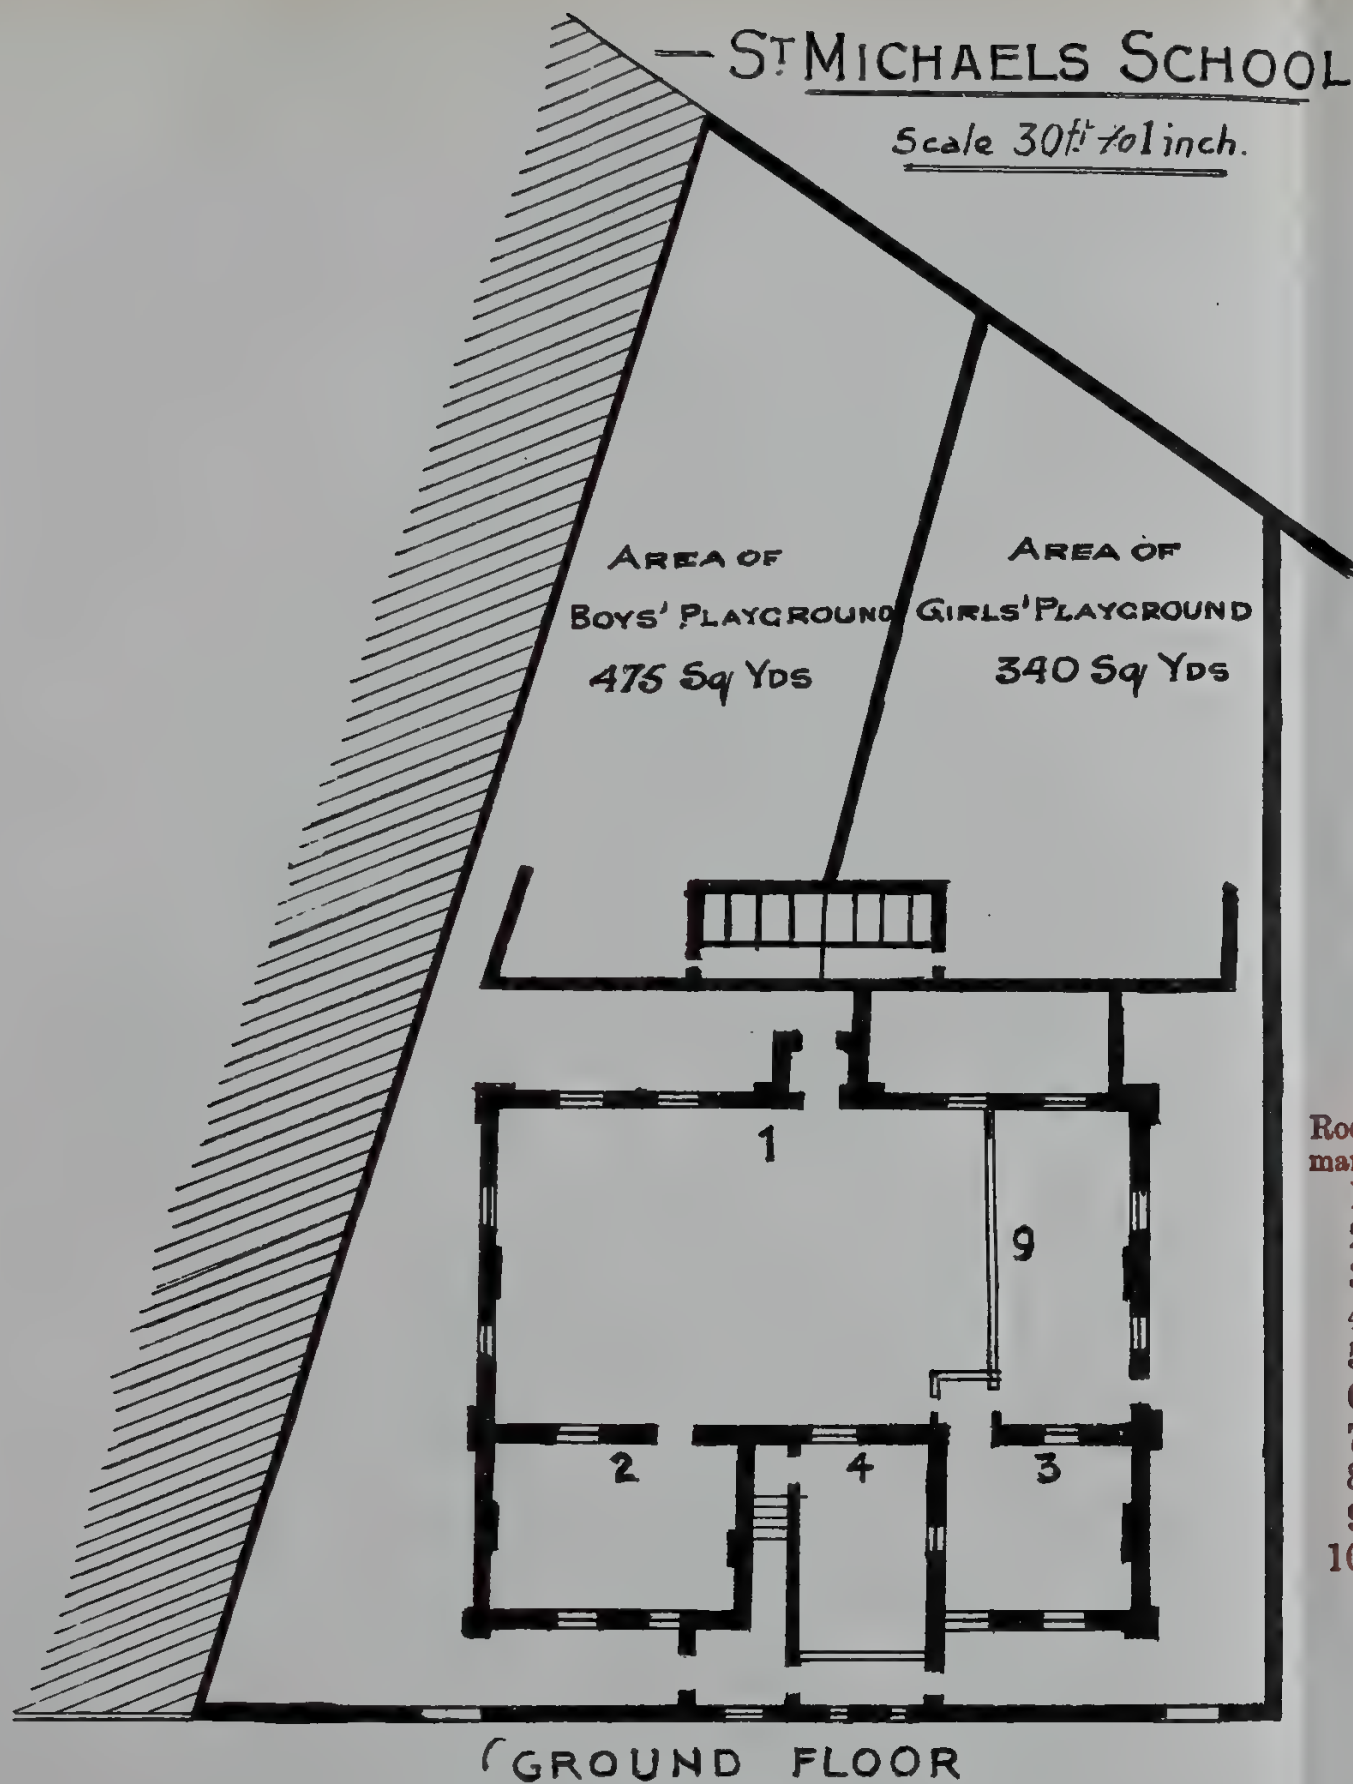 — ST MICHAELS SCHOOL
Scale 30ft to 1 inch.
AREA OF
BOYS' PLAYGROUND
475 Sq YDS
AREA OF
GIRLS' PLAYGROUND
340 Sq YDS
1
9
2
4
3
GROUND FLOOR